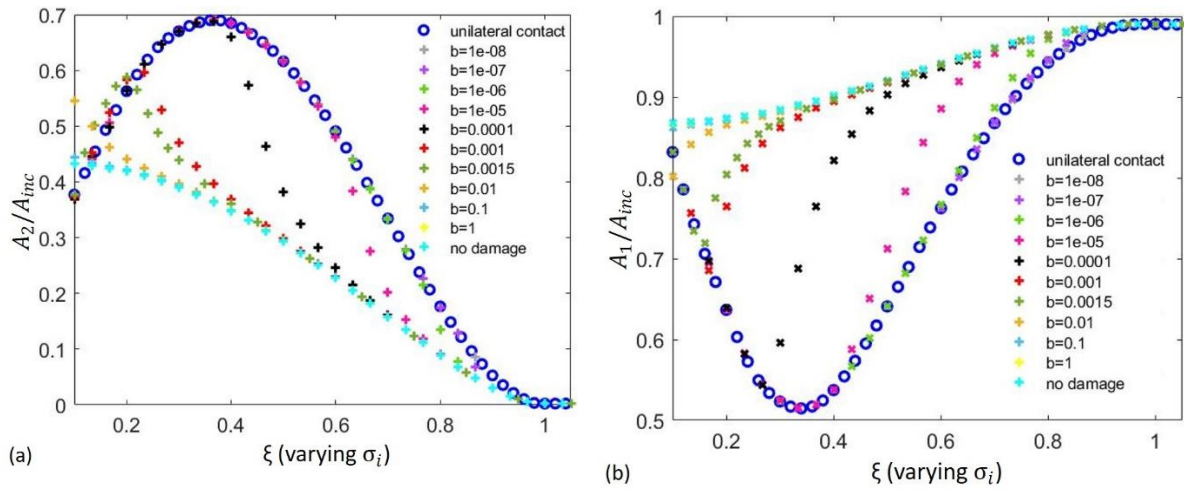 A₂/A_inc
0.7
0.6
0.5
0.4
0.3
0.2
0.1
0
0.2 0.4 0.6 0.8 1
ξ (varying σᵢ)
(a)
unilateral contact
b=1e-08
b=1e-07
b=1e-06
b=1e-05
b=0.0001
b=0.001
b=0.0015
b=0.01
b=0.1
b=1
no damage
A₁/A_inc
1
0.9
0.8
0.7
0.6
0.5
0.2 0.4 0.6 0.8 1
ξ (varying σᵢ)
(b)
unilateral contact
b=1e-08
b=1e-07
b=1e-06
b=1e-05
b=0.0001
b=0.001
b=0.0015
b=0.01
b=0.1
b=1
no damage